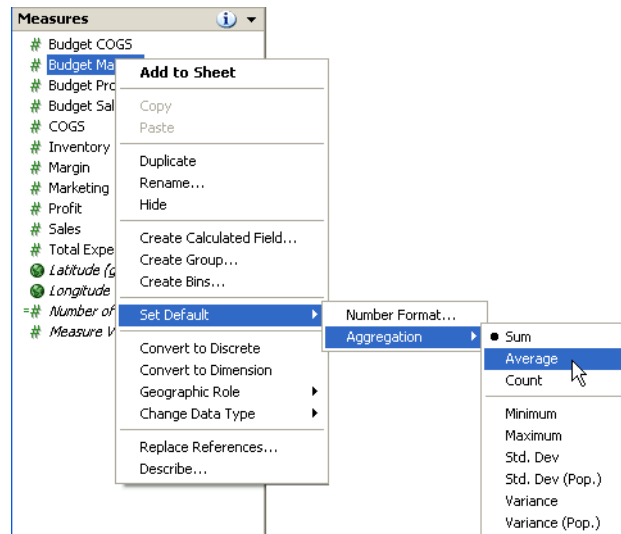 Measures
# Budget COGS
# Budget Ma
# Budget Pro
# Budget Sal
# COGS
# Inventory
# Margin
# Marketing
# Profit
# Sales
# Total Expe
Latitude (g
Longitude
=# Number of
# Measure V
Add to Sheet
Copy
Paste
Duplicate
Rename...
Hide
Create Calculated Field...
Create Group...
Create Bins...
Set Default
Convert to Discrete
Convert to Dimension
Geographic Role
Change Data Type
Replace References...
Describe...
Number Format...
Aggregation
Sum
Average
Count
Minimum
Maximum
Std. Dev
Std. Dev (Pop.)
Variance
Variance (Pop.)